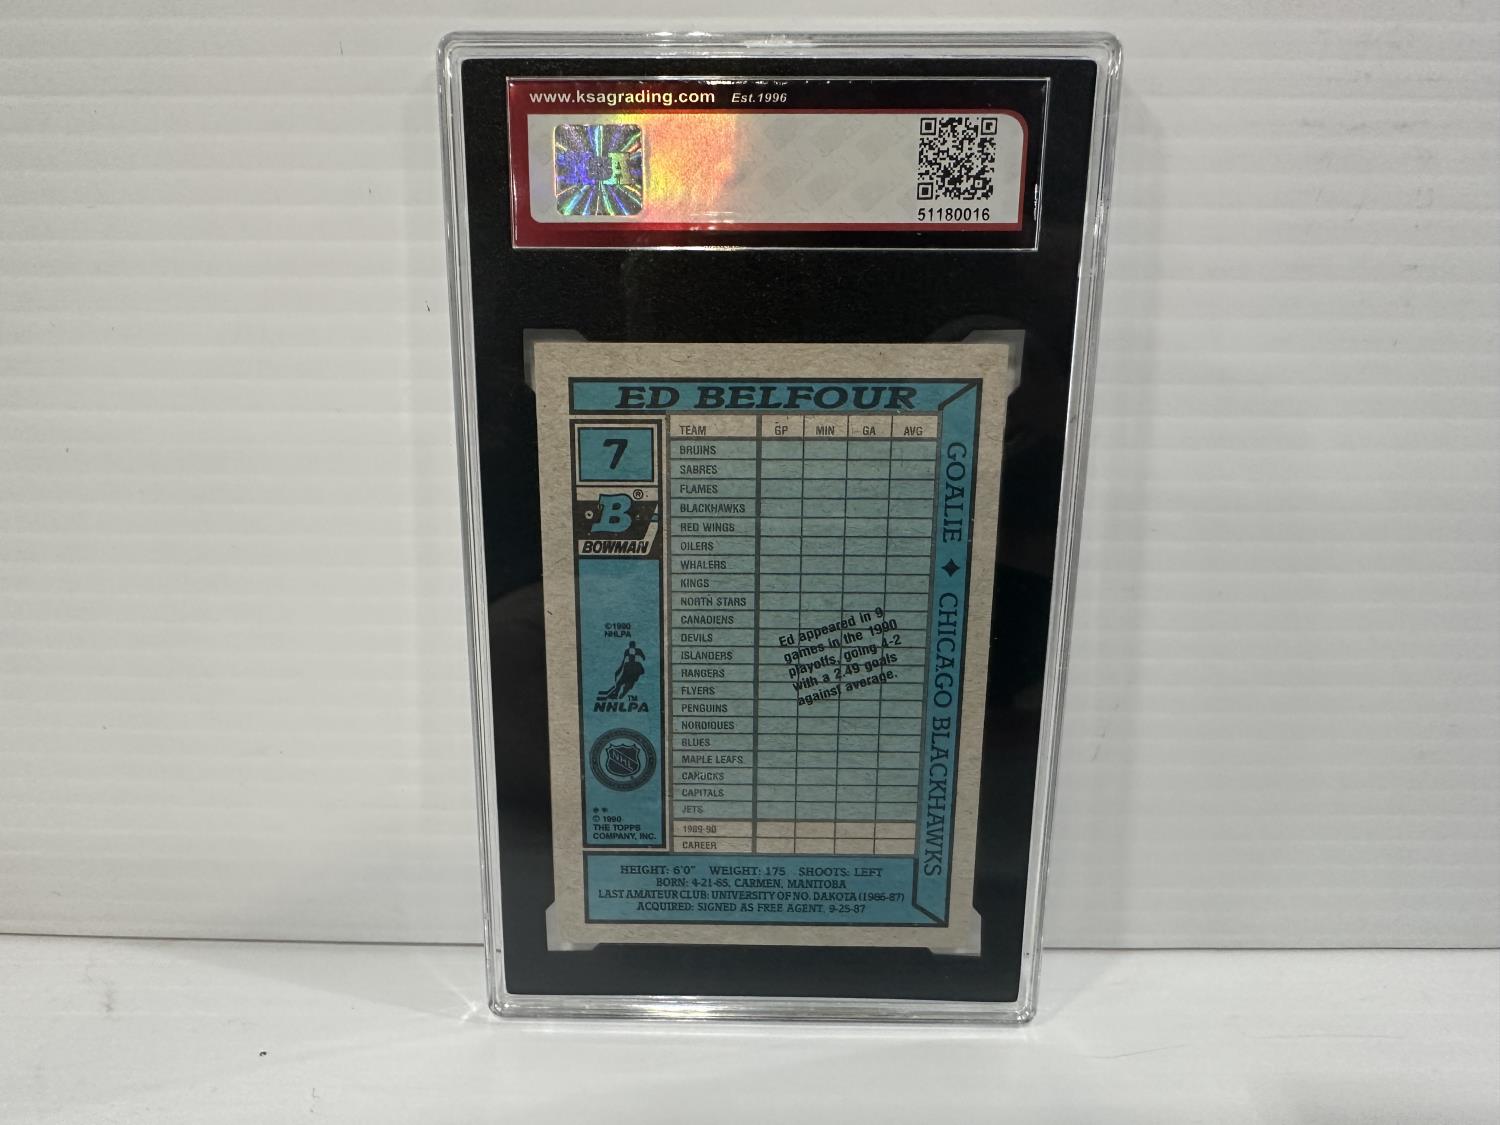 www.ksagrading.com Est.1996
KSA
51180016
ED BELFOUR
7
B®
BOWMAN
©1990
NHLPA
TM
NHLPA
NHL
** 
© 1990
THE TOPPS
COMPANY, INC.
TEAM GP MIN GA AVG
BRUINS
SABRES
FLAMES
BLACKHAWKS
RED WINGS
OILERS
WHALERS
KINGS
NORTH STARS
CANADIENS
DEVILS
ISLANDERS
RANGERS
FLYERS
PENGUINS
NORDIQUES
BLUES
MAPLE LEAFS
CANUCKS
CAPITALS
JETS
1989-90
CAREER
Ed appeared in 9
games in the 1990
playoffs, going 4-2
with a 2.49 goals
against average.
GOALIE ♦ CHICAGO BLACKHAWKS
HEIGHT: 6'0" WEIGHT: 175 SHOOTS: LEFT
BORN: 4-21-65, CARMEN, MANITOBA
LAST AMATEUR CLUB: UNIVERSITY OF NO. DAKOTA (1986-87)
ACQUIRED: SIGNED AS FREE AGENT, 9-25-87